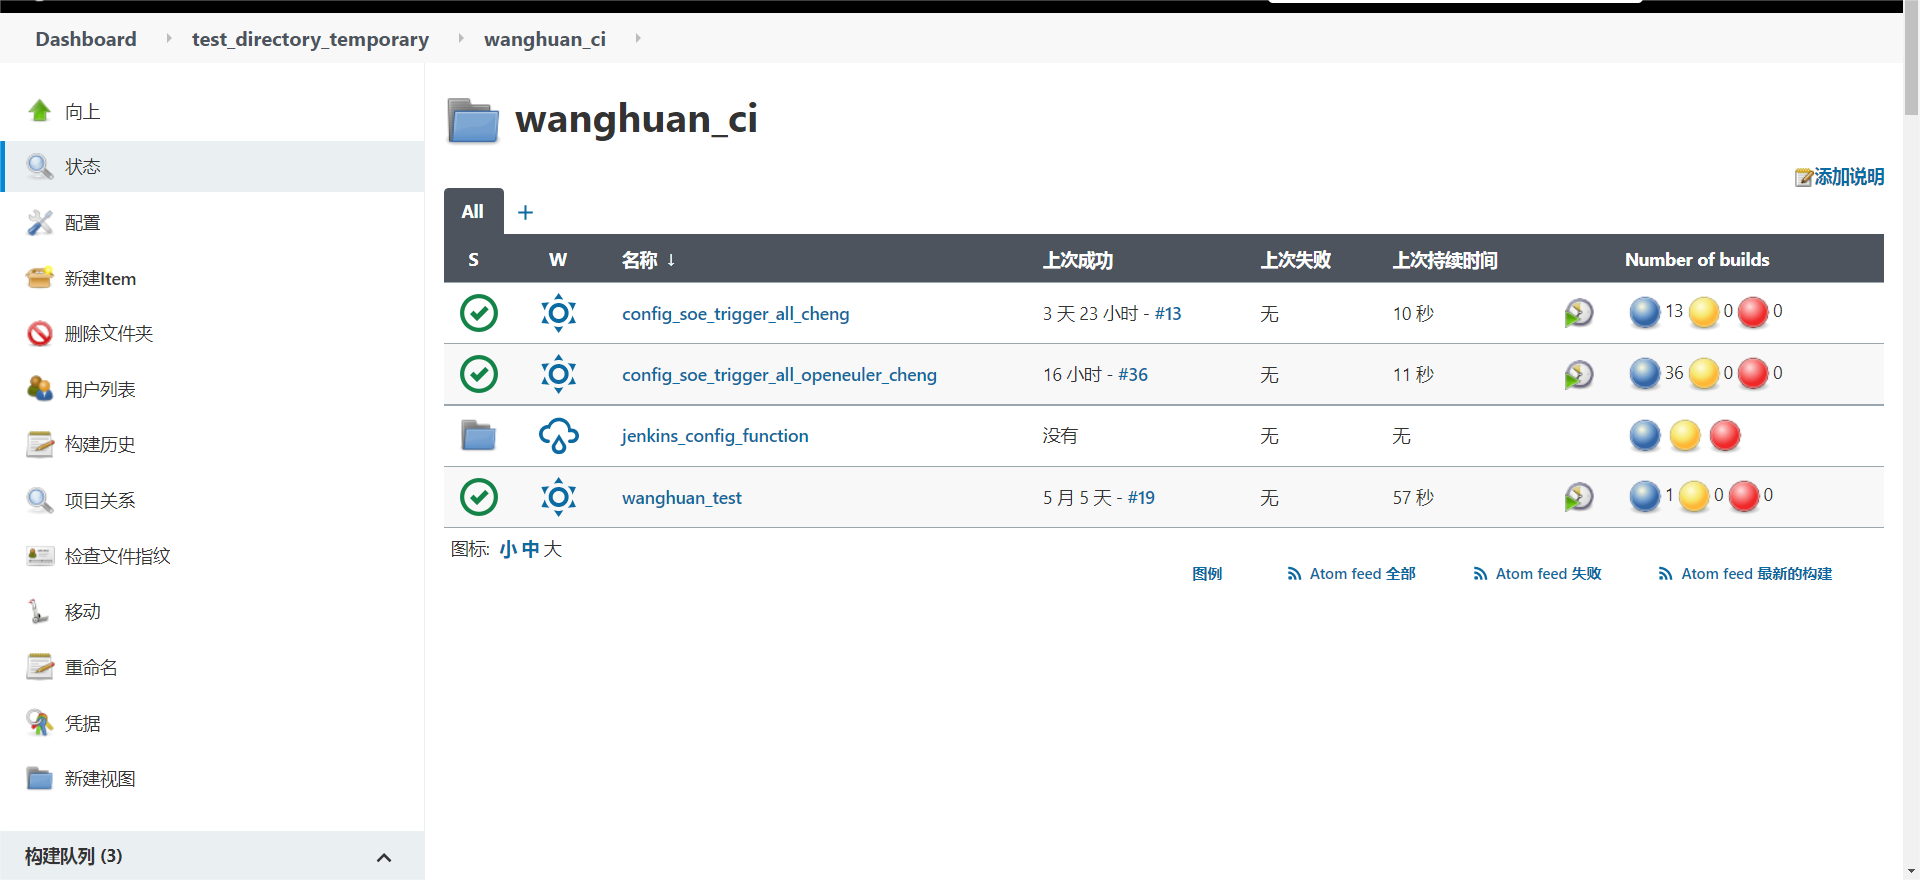 Dashboard test_directory_temporary wanghuan_ci
向上
状态
配置
新建Item
删除文件夹
用户列表
构建历史
项目关系
检查文件指纹
移动
重命名
凭据
新建视图
构建队列 (3)
wanghuan_ci
添加说明
All +
S W 名称 ↓ 上次成功 上次失败 上次持续时间 Number of builds
config_soe_trigger_all_cheng 3 天 23 小时 - #13 无 10 秒 13 0 0
config_soe_trigger_all_openeuler_cheng 16 小时 - #36 无 11 秒 36 0 0
jenkins_config_function 没有 无 无
wanghuan_test 5 月 5 天 - #19 无 57 秒 1 0 0
图标: 小 中 大
图例 Atom feed 全部 Atom feed 失败 Atom feed 最新的构建